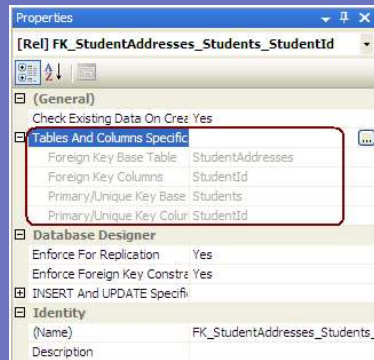 Properties
[Rel] FK_StudentAddresses_Students_StudentId
(General)
Check Existing Data On Crea Yes
Tables And Columns Specific
Foreign Key Base Table StudentAddresses
Foreign Key Columns StudentId
Primary/Unique Key Base Students
Primary/Unique Key Colur StudentId
Database Designer
Enforce For Replication Yes
Enforce Foreign Key Constra Yes
INSERT And UPDATE Specifi
Identity
(Name) FK_StudentAddresses_Students_
Description